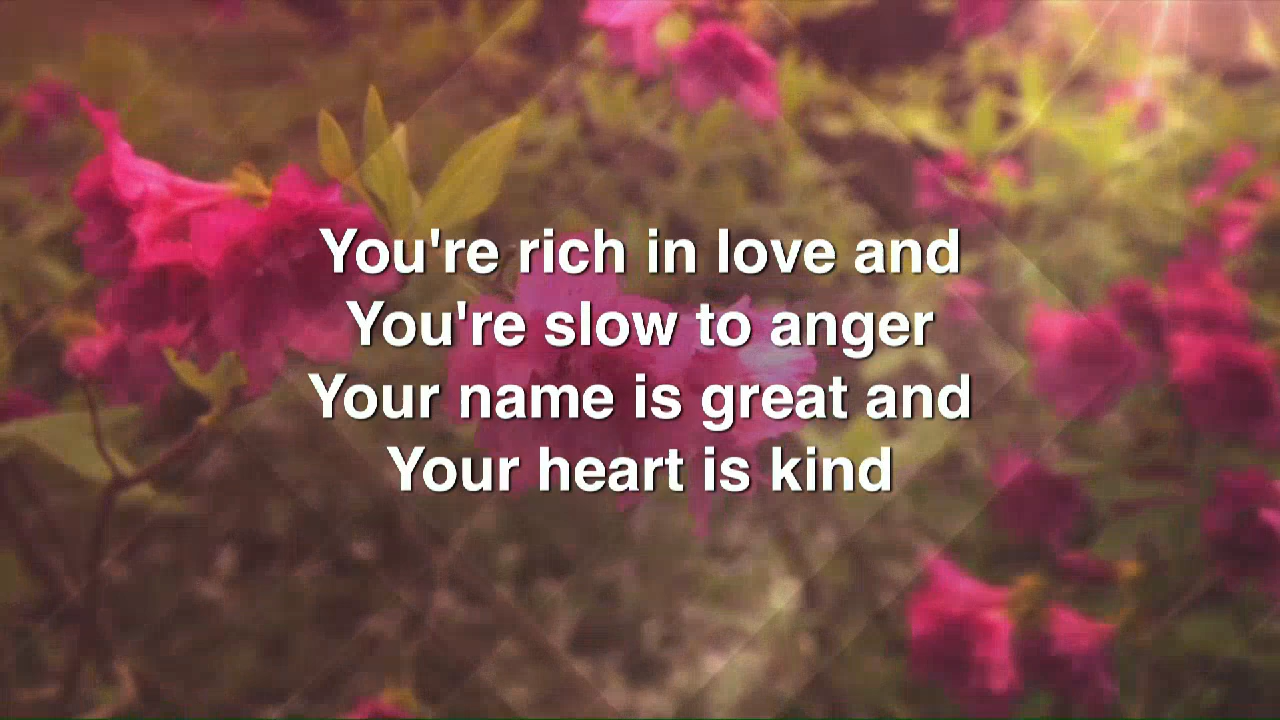 You're rich in love and
You're slow to anger
Your name is great and
Your heart is kind